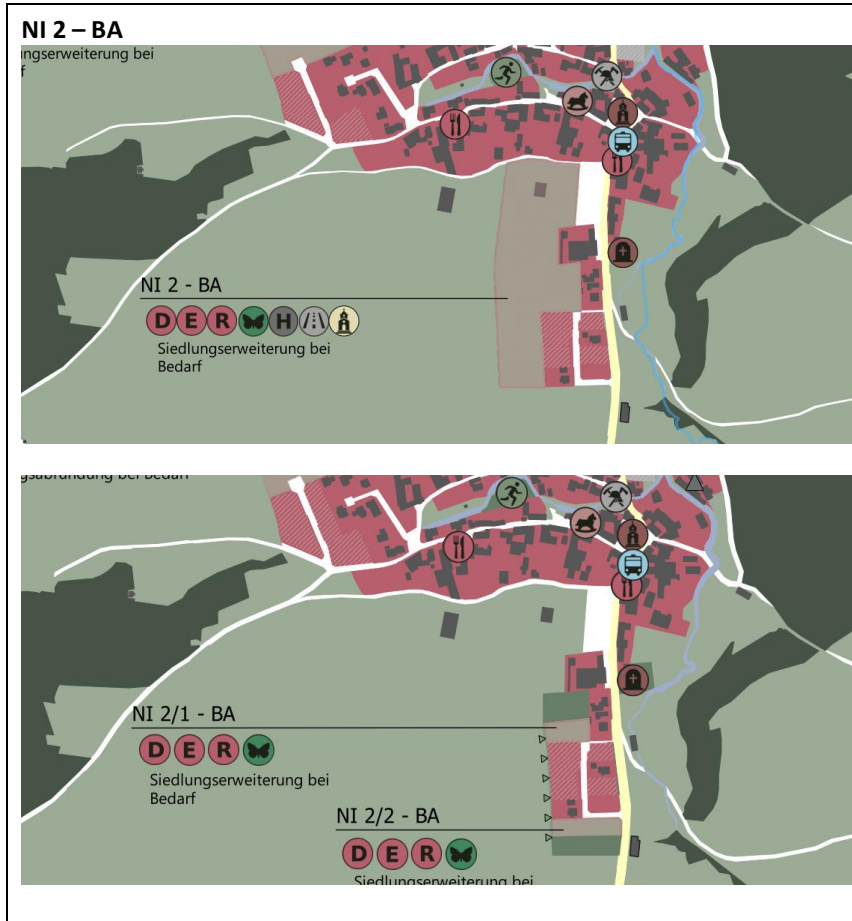 NI 2 – BA
ngserweiterung bei
f
NI 2 - BA
D E R H
Siedlungserweiterung bei
Bedarf
gsabrundung bei Bedarf
NI 2/1 - BA
D E R
Siedlungserweiterung bei
Bedarf
NI 2/2 - BA
D E R
Siedlungserweiterung bei